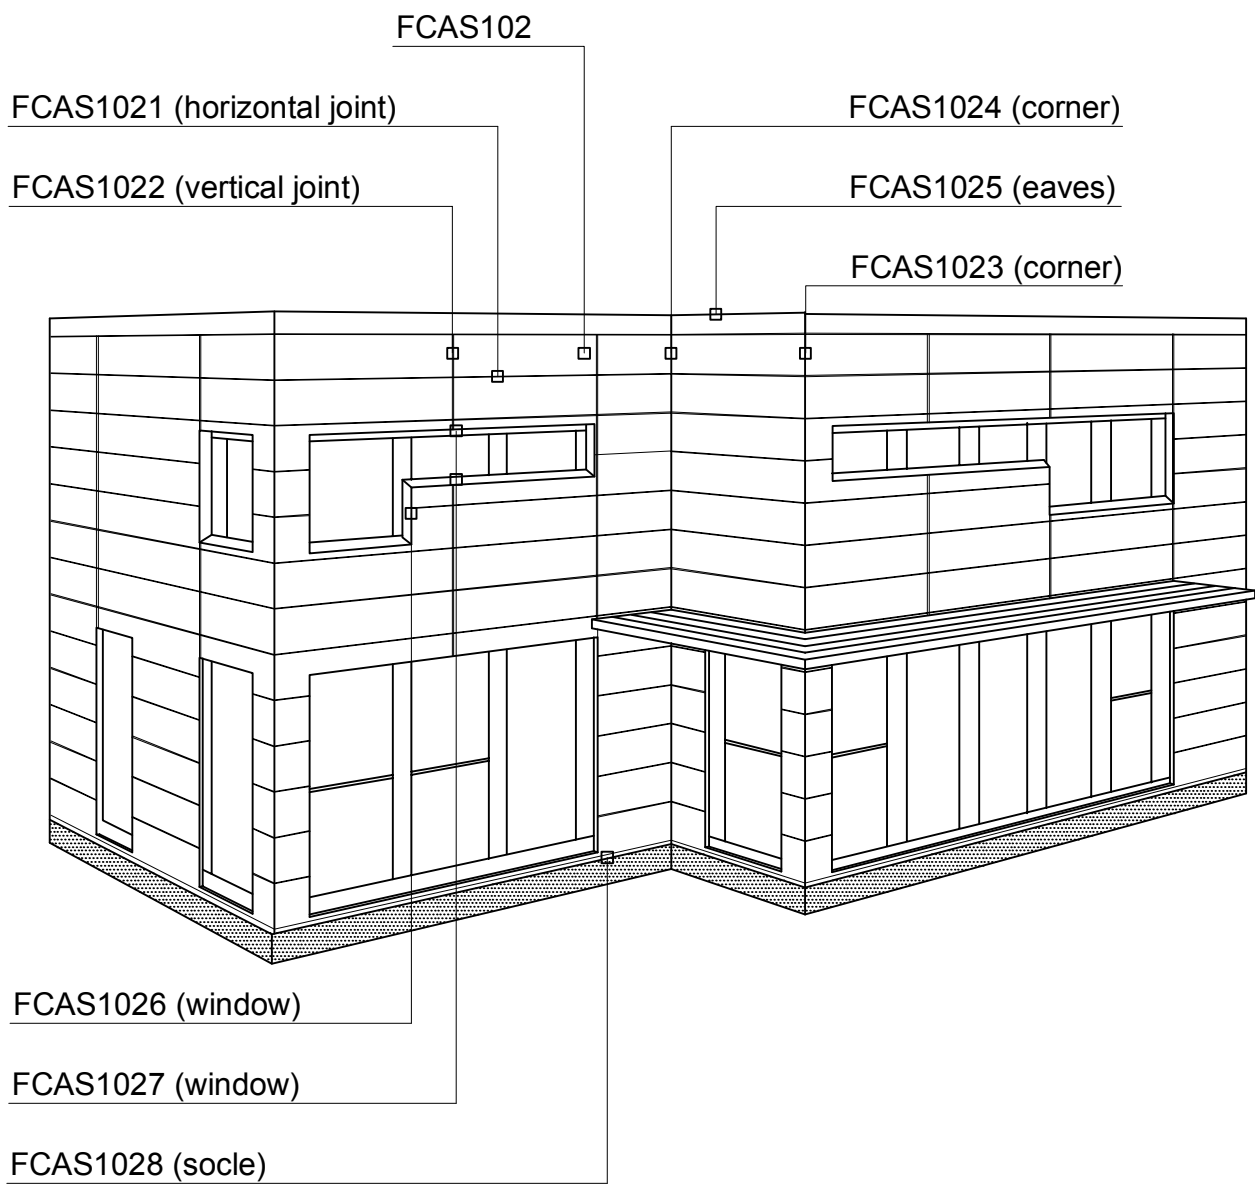 FCAS102
FCAS1021 (horizontal joint)
FCAS1024 (corner)
FCAS1022 (vertical joint)
FCAS1025 (eaves)
FCAS1023 (corner)
FCAS1026 (window)
FCAS1027 (window)
FCAS1028 (socle)